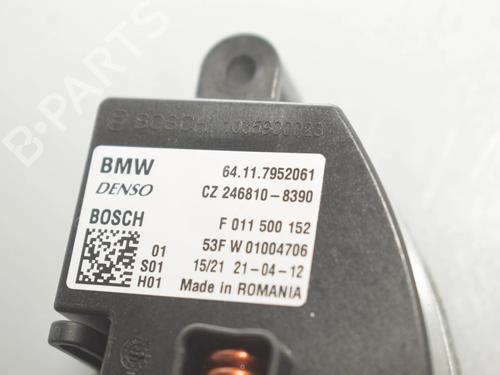 B-PARTS
BOSCH 1035900023
BMW 64.11.7952061
DENSO CZ 246810-8390
BOSCH F 011 500 152
01 53F W 01004706
S01 15/21 21-04-12
H01 Made in ROMANIA